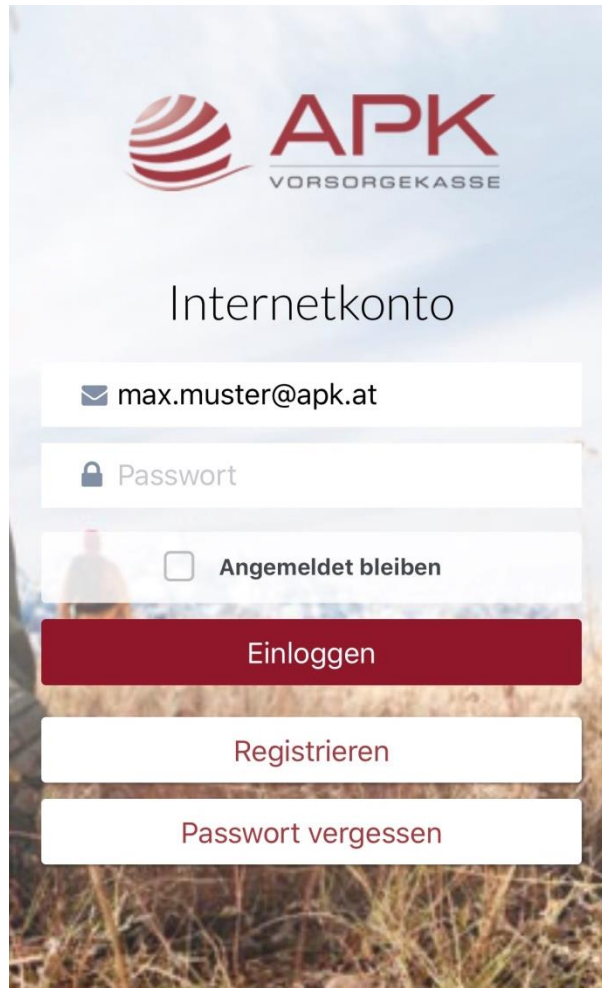 APK
VORSORGEKASSE
Internetkonto
max.muster@apk.at
Passwort
Angemeldet bleiben
Einloggen
Registrieren
Passwort vergessen